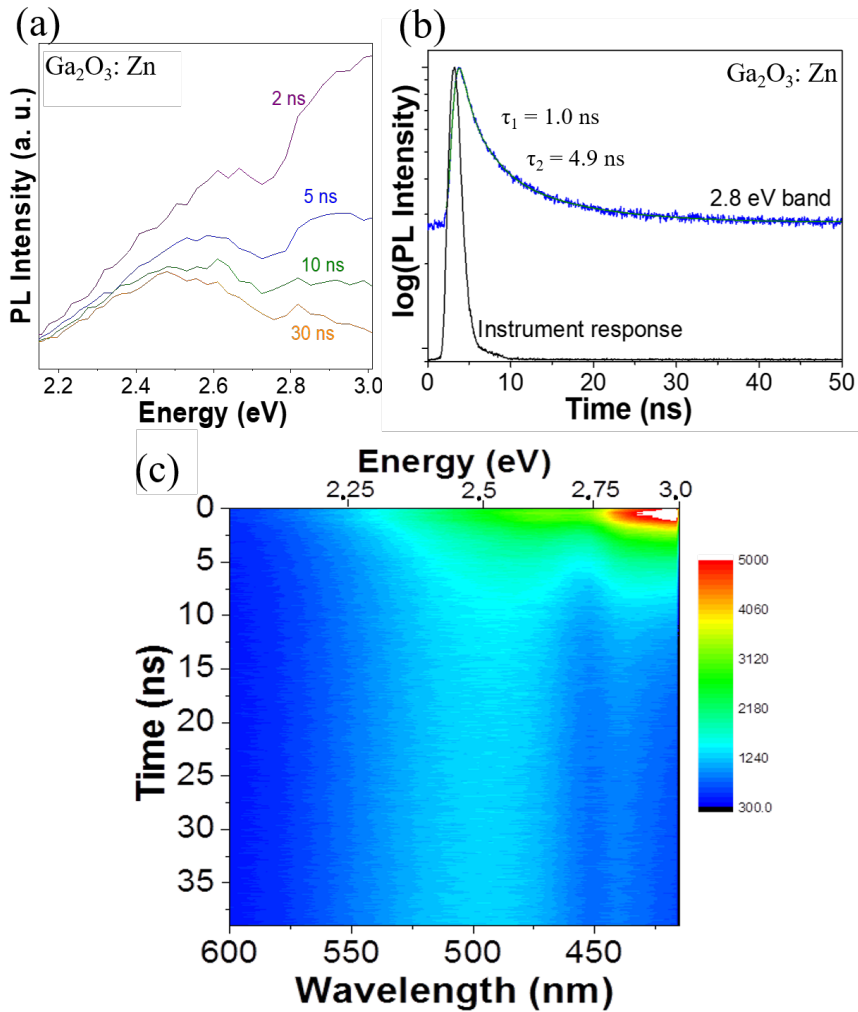 (a)
Ga₂O₃: Zn
2 ns
5 ns
10 ns
30 ns
PL Intensity (a. u.)
2.2 2.4 2.6 2.8 3.0
Energy (eV)
(b)
Ga₂O₃: Zn
τ₁ = 1.0 ns
τ₂ = 4.9 ns
2.8 eV band
Instrument response
log(PL Intensity)
0 10 20 30 40 50
Time (ns)
(c)
Energy (eV)
2.25 2.5 2.75 3.0
0
5
10
15
20
25
30
35
Time (ns)
600 550 500 450
Wavelength (nm)
5000
4060
3120
2180
1240
300.0